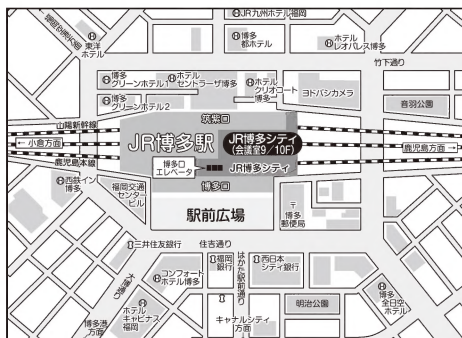 JR九州ホテル福岡
東洋
ホテル
博多
都ホテル
ホテル
レオパレス博多
竹下通り
博多
グリーンホテル1
ホテル
セントラーザ博多
ホテル
クリオコート
博多
ヨドバシカメラ
音羽公園
博多
グリーンホテル2
筑紫口
山陽新幹線
← 小倉方面
JR博多駅
JR博多シティ
(会議室9/10F)
鹿児島方面 →
鹿児島本線
博多口
エレベータ
JR博多シティ
西鉄イン
博多
福岡交通
センター
ビル
博多口
駅前広場
〒
博多
郵便局
三井住友銀行
住吉通り
大博通り
コンフォート
ホテル博多
福岡
銀行
はかた駅前通り
西日本
シティ銀行
ホテル
キャビナス
福岡
博多港
方面
キャナルシティ
方面
明治公園
博多
全日空
ホテル